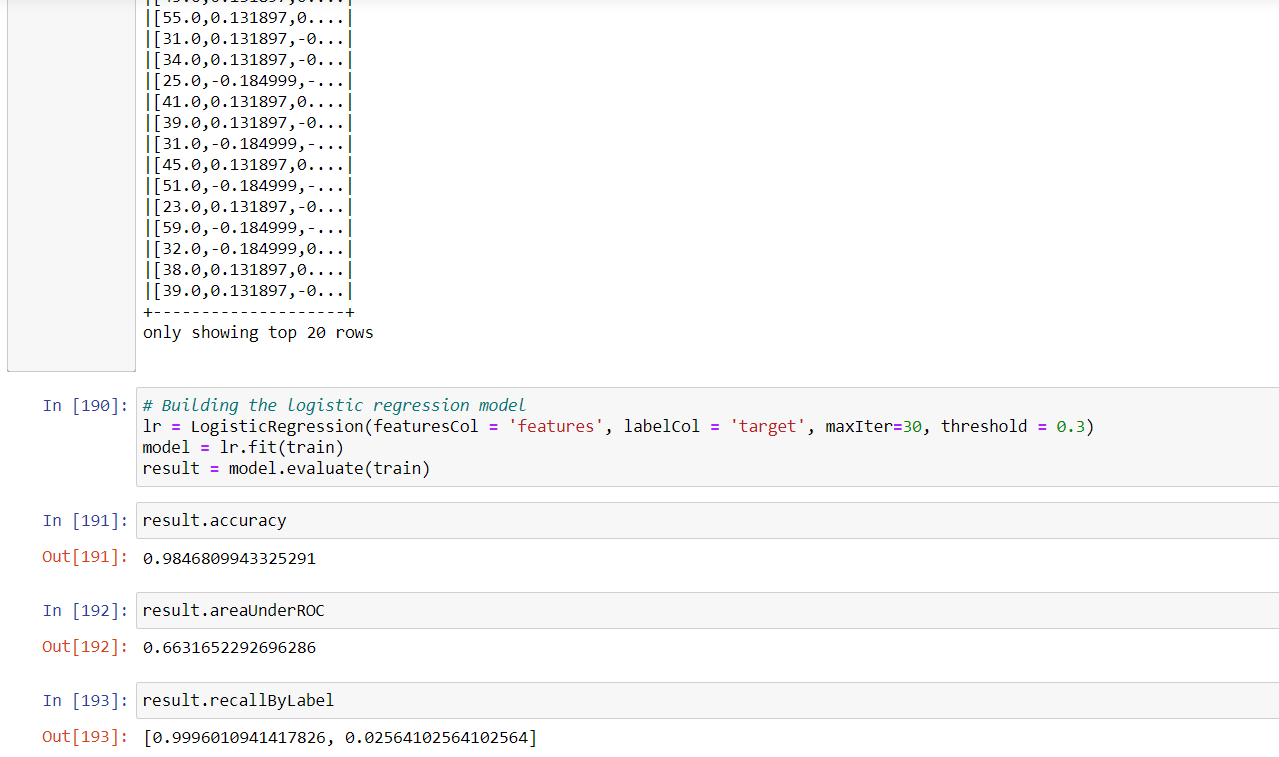 |[55.0,0.131897,0....|
|[31.0,0.131897,-0...|
|[34.0,0.131897,-0...|
|[25.0,-0.184999,-...|
|[41.0,0.131897,0....|
|[39.0,0.131897,-0...|
|[31.0,-0.184999,-...|
|[45.0,0.131897,0....|
|[51.0,-0.184999,-...|
|[23.0,0.131897,-0...|
|[59.0,-0.184999,-...|
|[32.0,-0.184999,0...|
|[38.0,0.131897,0....|
|[39.0,0.131897,-0...|
+--------------------+
only showing top 20 rows
In [190]: # Building the logistic regression model
lr = LogisticRegression(featuresCol = 'features', labelCol = 'target', maxIter=30, threshold = 0.3)
model = lr.fit(train)
result = model.evaluate(train)
In [191]: result.accuracy
Out[191]: 0.9846809943325291
In [192]: result.areaUnderROC
Out[192]: 0.6631652292696286
In [193]: result.recallByLabel
Out[193]: [0.9996010941417826, 0.02564102564102564]